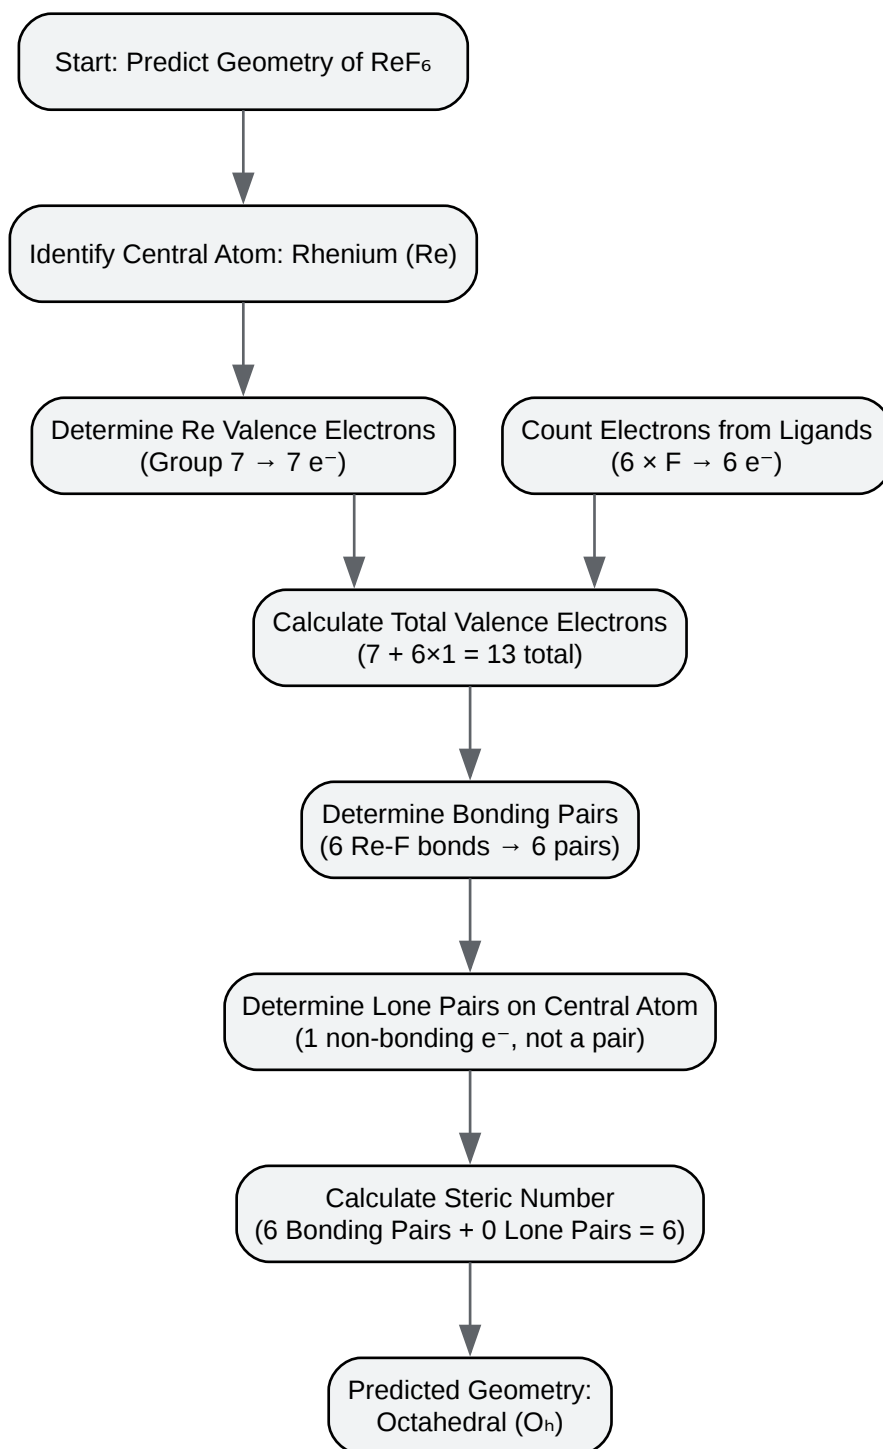 Start: Predict Geometry of ReF₆
Identify Central Atom: Rhenium (Re)
Determine Re Valence Electrons
(Group 7 → 7 e⁻)
Count Electrons from Ligands
(6 × F → 6 e⁻)
Calculate Total Valence Electrons
(7 + 6×1 = 13 total)
Determine Bonding Pairs
(6 Re-F bonds → 6 pairs)
Determine Lone Pairs on Central Atom
(1 non-bonding e⁻, not a pair)
Calculate Steric Number
(6 Bonding Pairs + 0 Lone Pairs = 6)
Predicted Geometry:
Octahedral (Oₕ)